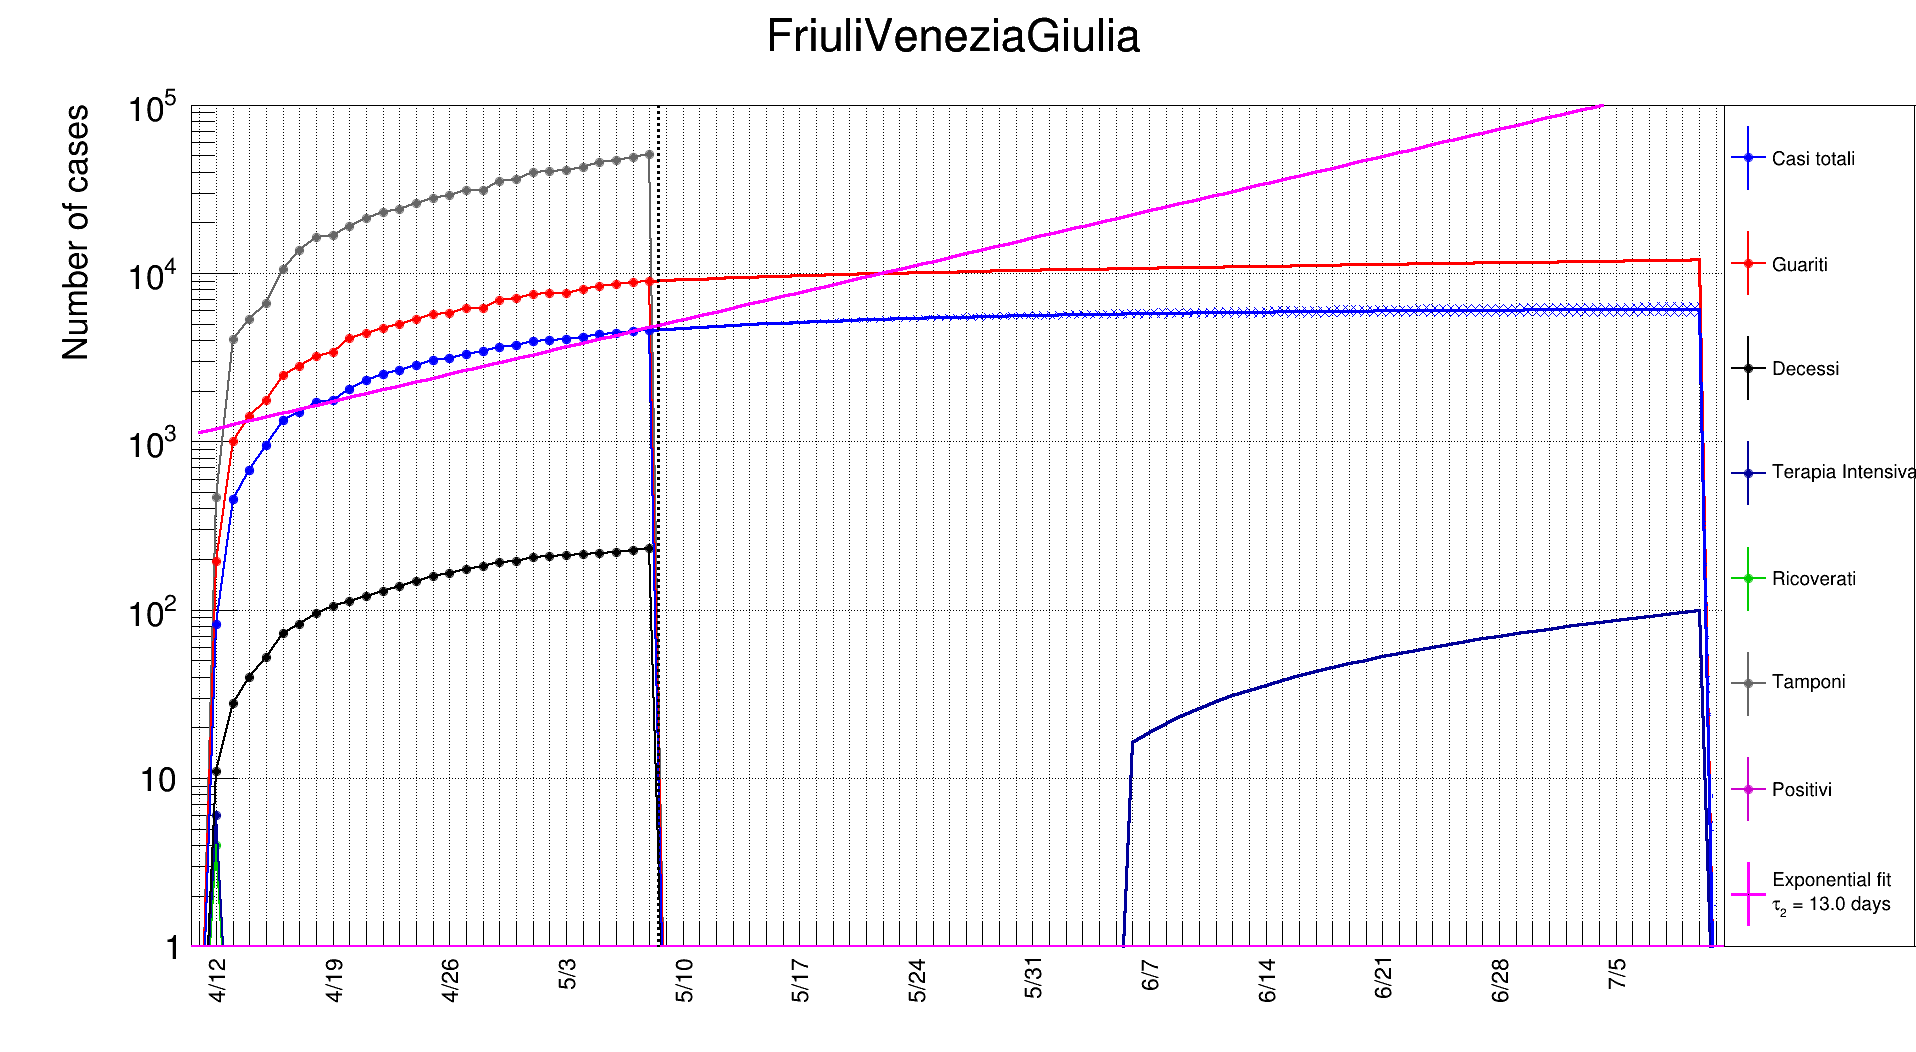 FriuliVeneziaGiulia
Number of cases
10^5
10^4
10^3
10^2
10
1
4/12
4/19
4/26
5/3
5/10
5/17
5/24
5/31
6/7
6/14
6/21
6/28
7/5
Casi totali
Guariti
Decessi
Terapia Intensiva
Ricoverati
Tamponi
Positivi
Exponential fit
τ₂ = 13.0 days